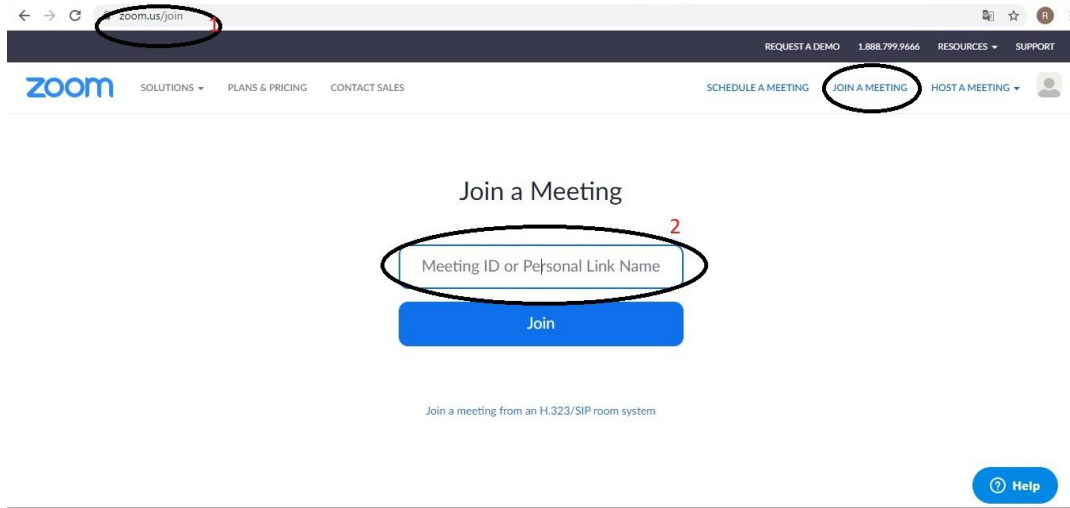 zoom.us/join 1 R
REQUEST A DEMO 1.888.799.9666 RESOURCES SUPPORT
zoom SOLUTIONS PLANS & PRICING CONTACT SALES SCHEDULE A MEETING JOIN A MEETING HOST A MEETING
Join a Meeting
2
Meeting ID or Personal Link Name
Join
Join a meeting from an H.323/SIP room system
? Help